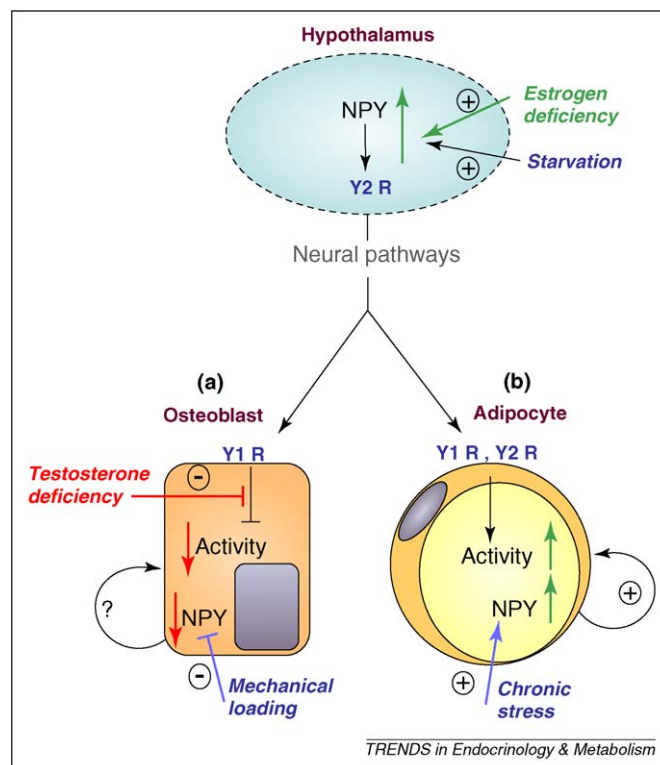 Hypothalamus
NPY
+
Estrogen
deficiency
+
Starvation
Y2 R
Neural pathways
(a)
Osteoblast
(b)
Adipocyte
Y1 R
Testosterone
deficiency
-
Activity
?
NPY
-
Mechanical
loading
Y1 R , Y2 R
Activity
NPY
+
+
Chronic
stress
TRENDS in Endocrinology & Metabolism